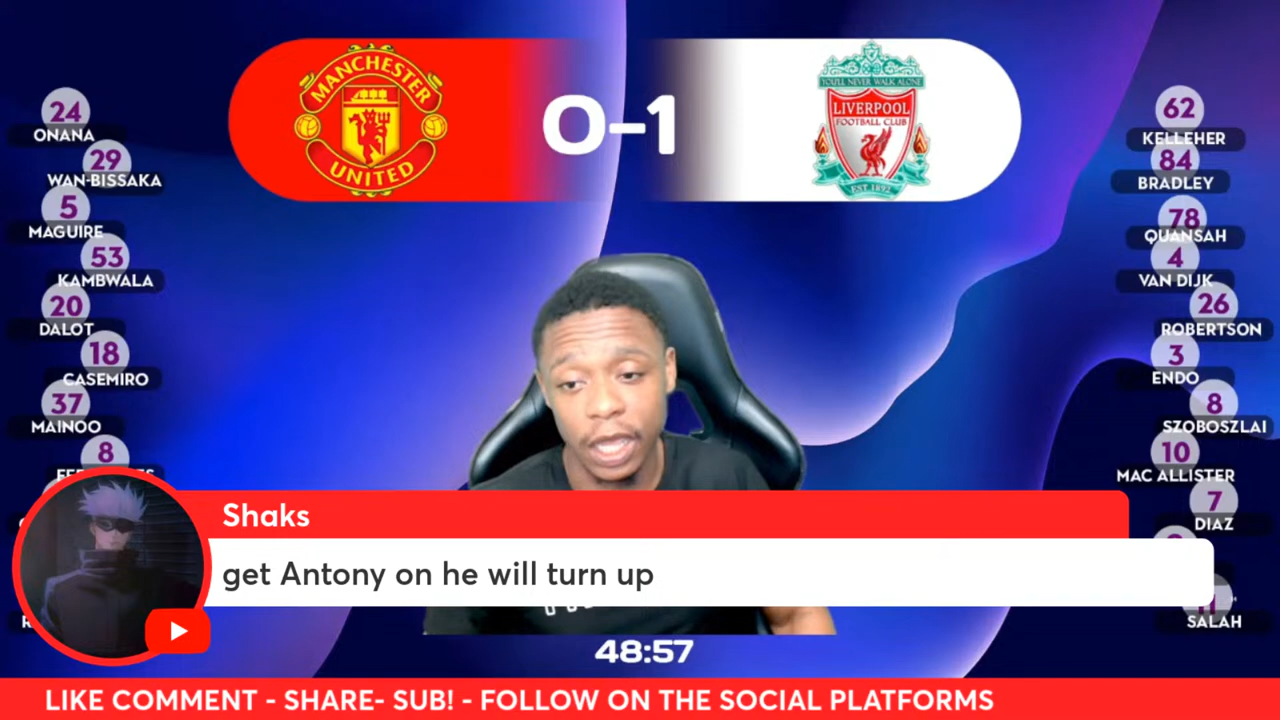 MANCHESTER
UNITED
0-1
YOU'LL NEVER WALK ALONE
LIVERPOOL
FOOTBALL CLUB
EST·1892
24
ONANA
29
WAN-BISSAKA
5
MAGUIRE
53
KAMBWALA
20
DALOT
18
CASEMIRO
37
MAINOO
8
62
KELLEHER
84
BRADLEY
78
QUANSAH
4
VAN DIJK
26
ROBERTSON
3
ENDO
8
SZOBOSZLAI
10
MAC ALLISTER
7
DIAZ
11
SALAH
Shaks
get Antony on he will turn up
48:57
LIKE COMMENT - SHARE- SUB! - FOLLOW ON THE SOCIAL PLATFORMS